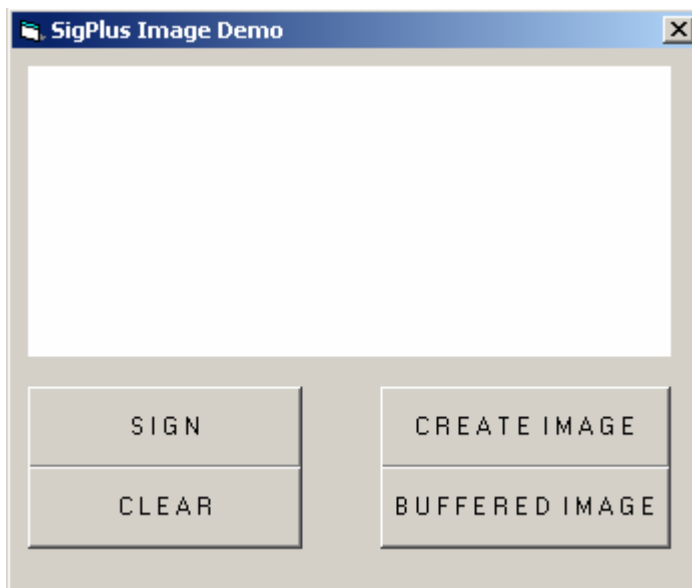 SigPlus Image Demo
SIGN
CREATE IMAGE
CLEAR
BUFFERED IMAGE